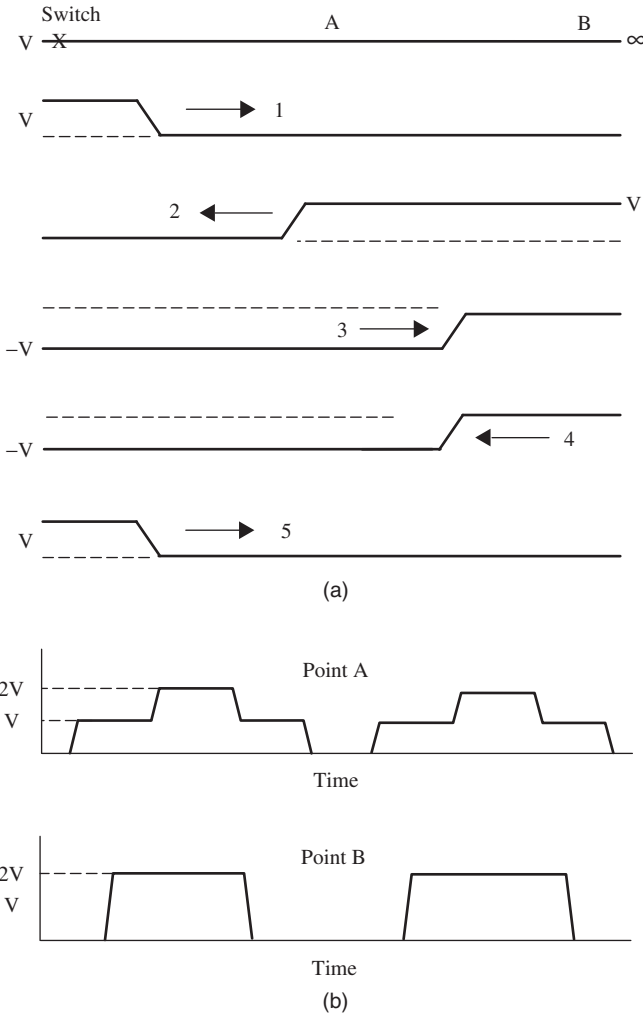 Switch
A B
V X ∞
V 1
2 V
3
–V
4
–V
V 5
(a)
2V Point A
V
Time
2V Point B
V
Time
(b)